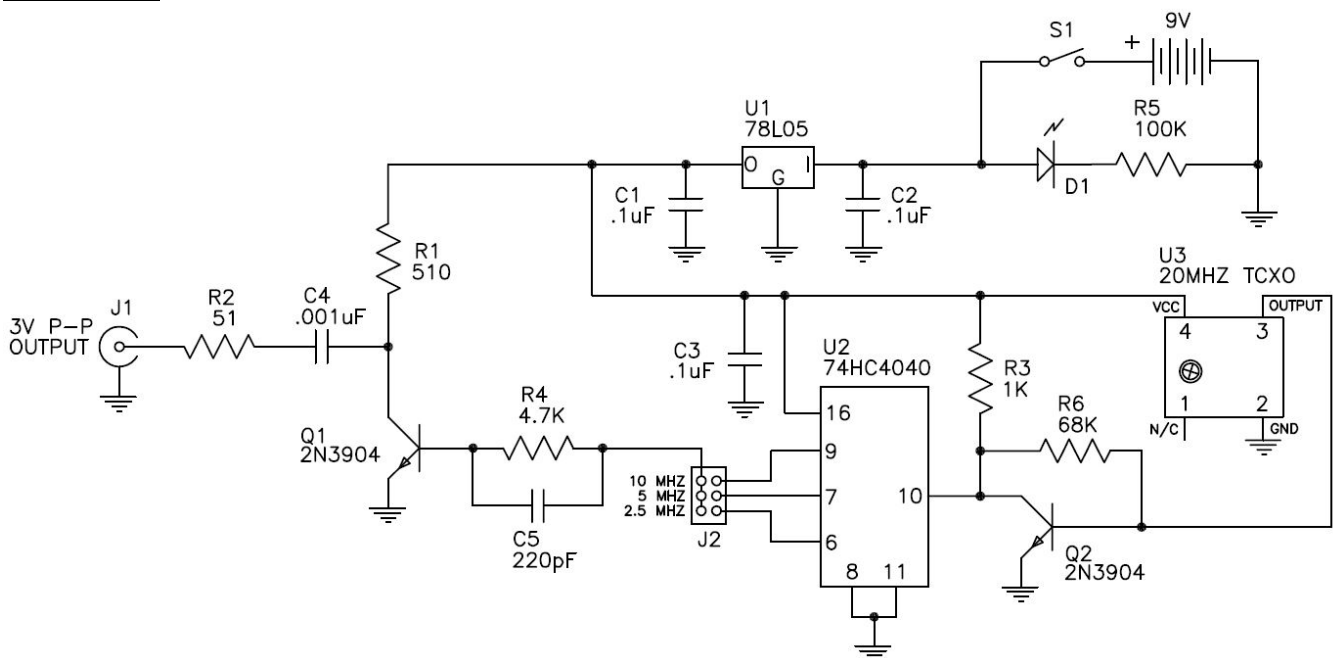 S1
+
9V
U1
78L05
O
G
I
R5
100K
D1
C1
.1uF
C2
.1uF
R1
510
U3
20MHZ TCXO
VCC
OUTPUT
4
3
1
2
N/C
GND
J1
3V P-P
OUTPUT
R2
51
C4
.001uF
C3
.1uF
U2
74HC4040
16
9
7
6
10
8
11
R3
1K
R6
68K
R4
4.7K
Q1
2N3904
C5
220pF
10 MHZ
5 MHZ
2.5 MHZ
J2
Q2
2N3904